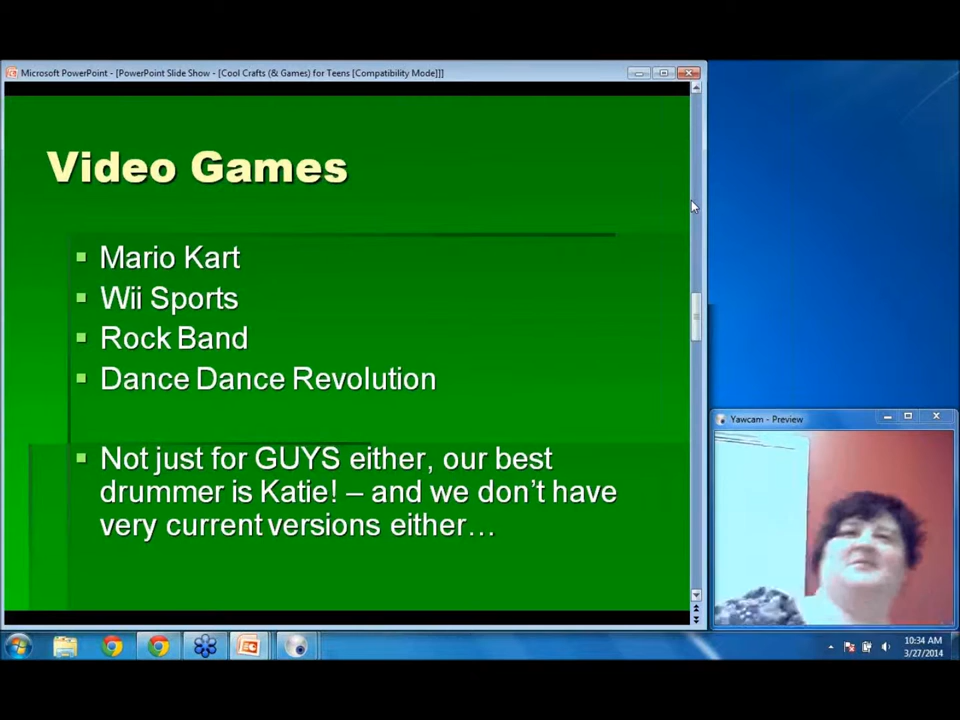 Microsoft PowerPoint - [PowerPoint Slide Show - [Cool Crafts (& Games) for Teens [Compatibility Mode]]]
Video Games
Mario Kart
Wii Sports
Rock Band
Dance Dance Revolution
Not just for GUYS either, our best
drummer is Katie! – and we don't have
very current versions either…
Yawcam - Preview
10:34 AM
3/27/2014